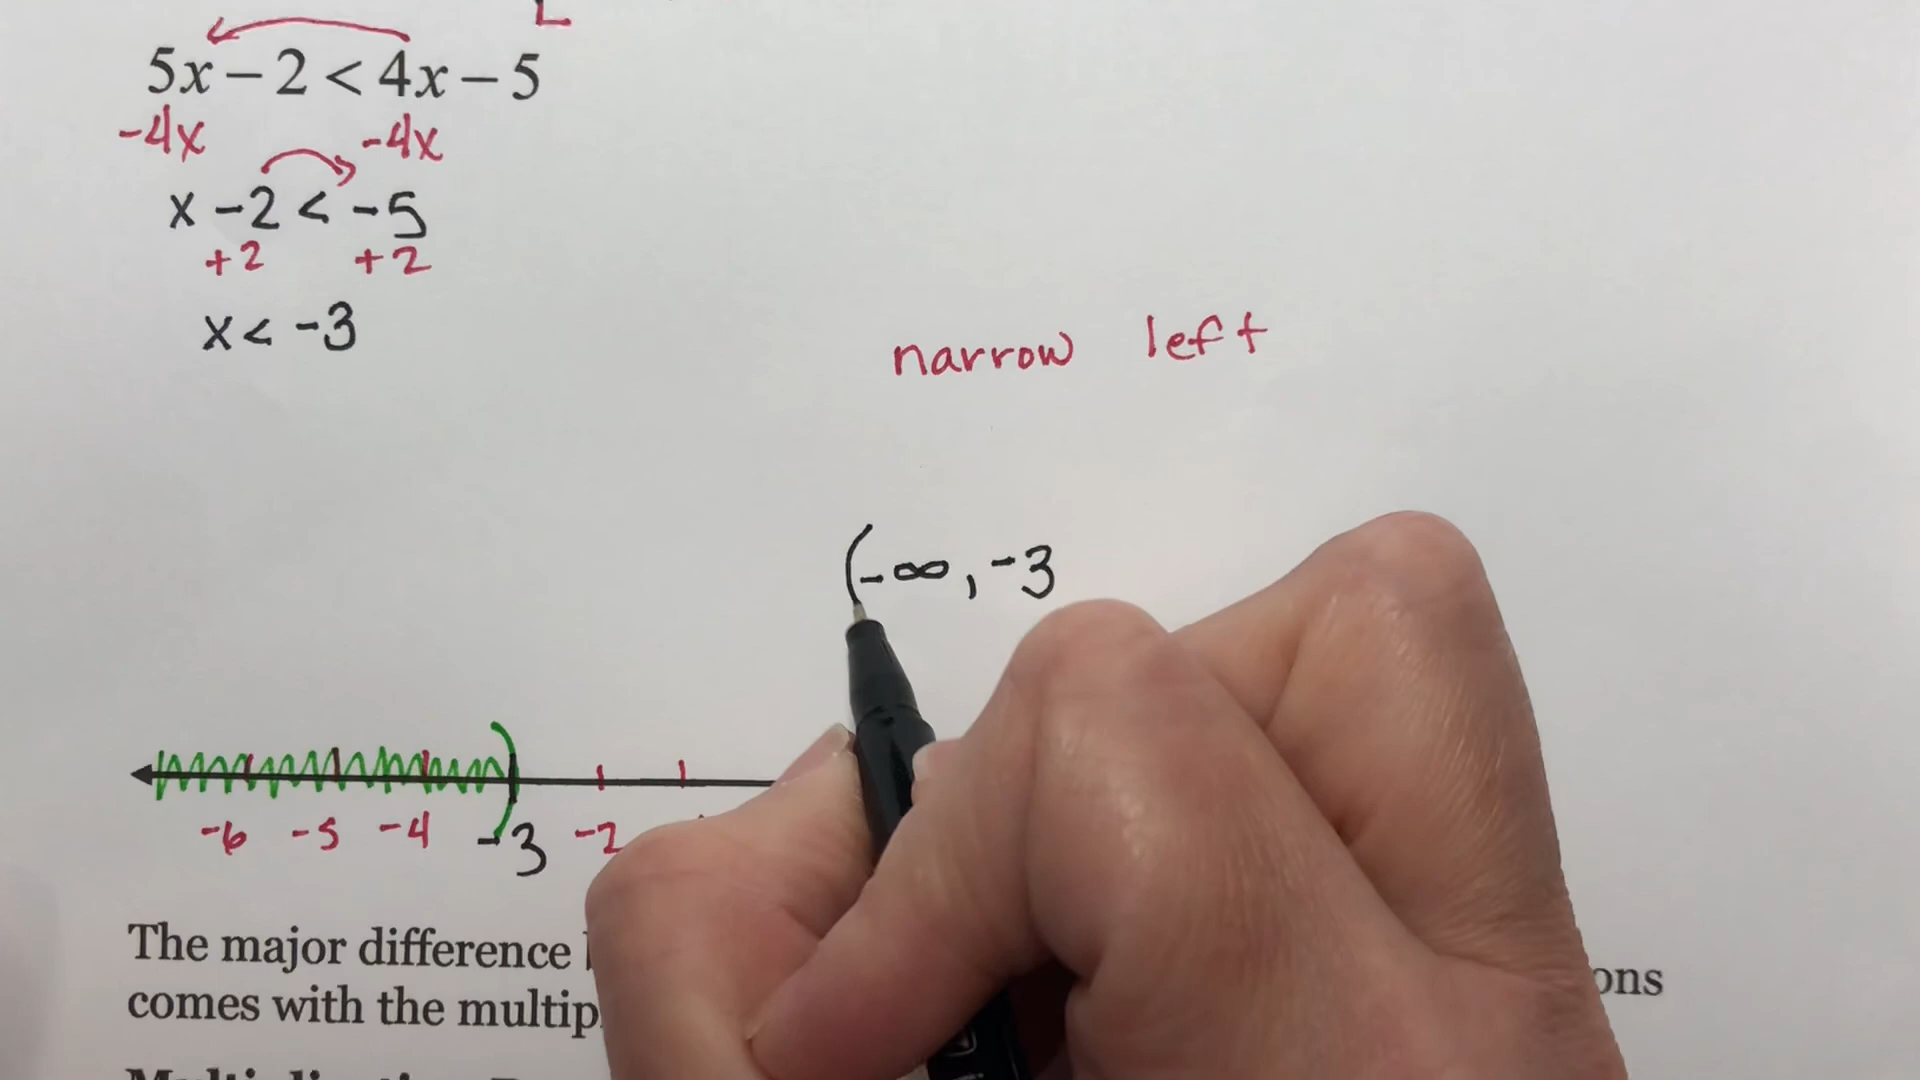 5x − 2 < 4x − 5
-4x -4x
x -2 < -5
+2 +2
x < -3
narrow left
(-∞, -3
-6 -5 -4 -3 -2
The major difference
comes with the multip
ons